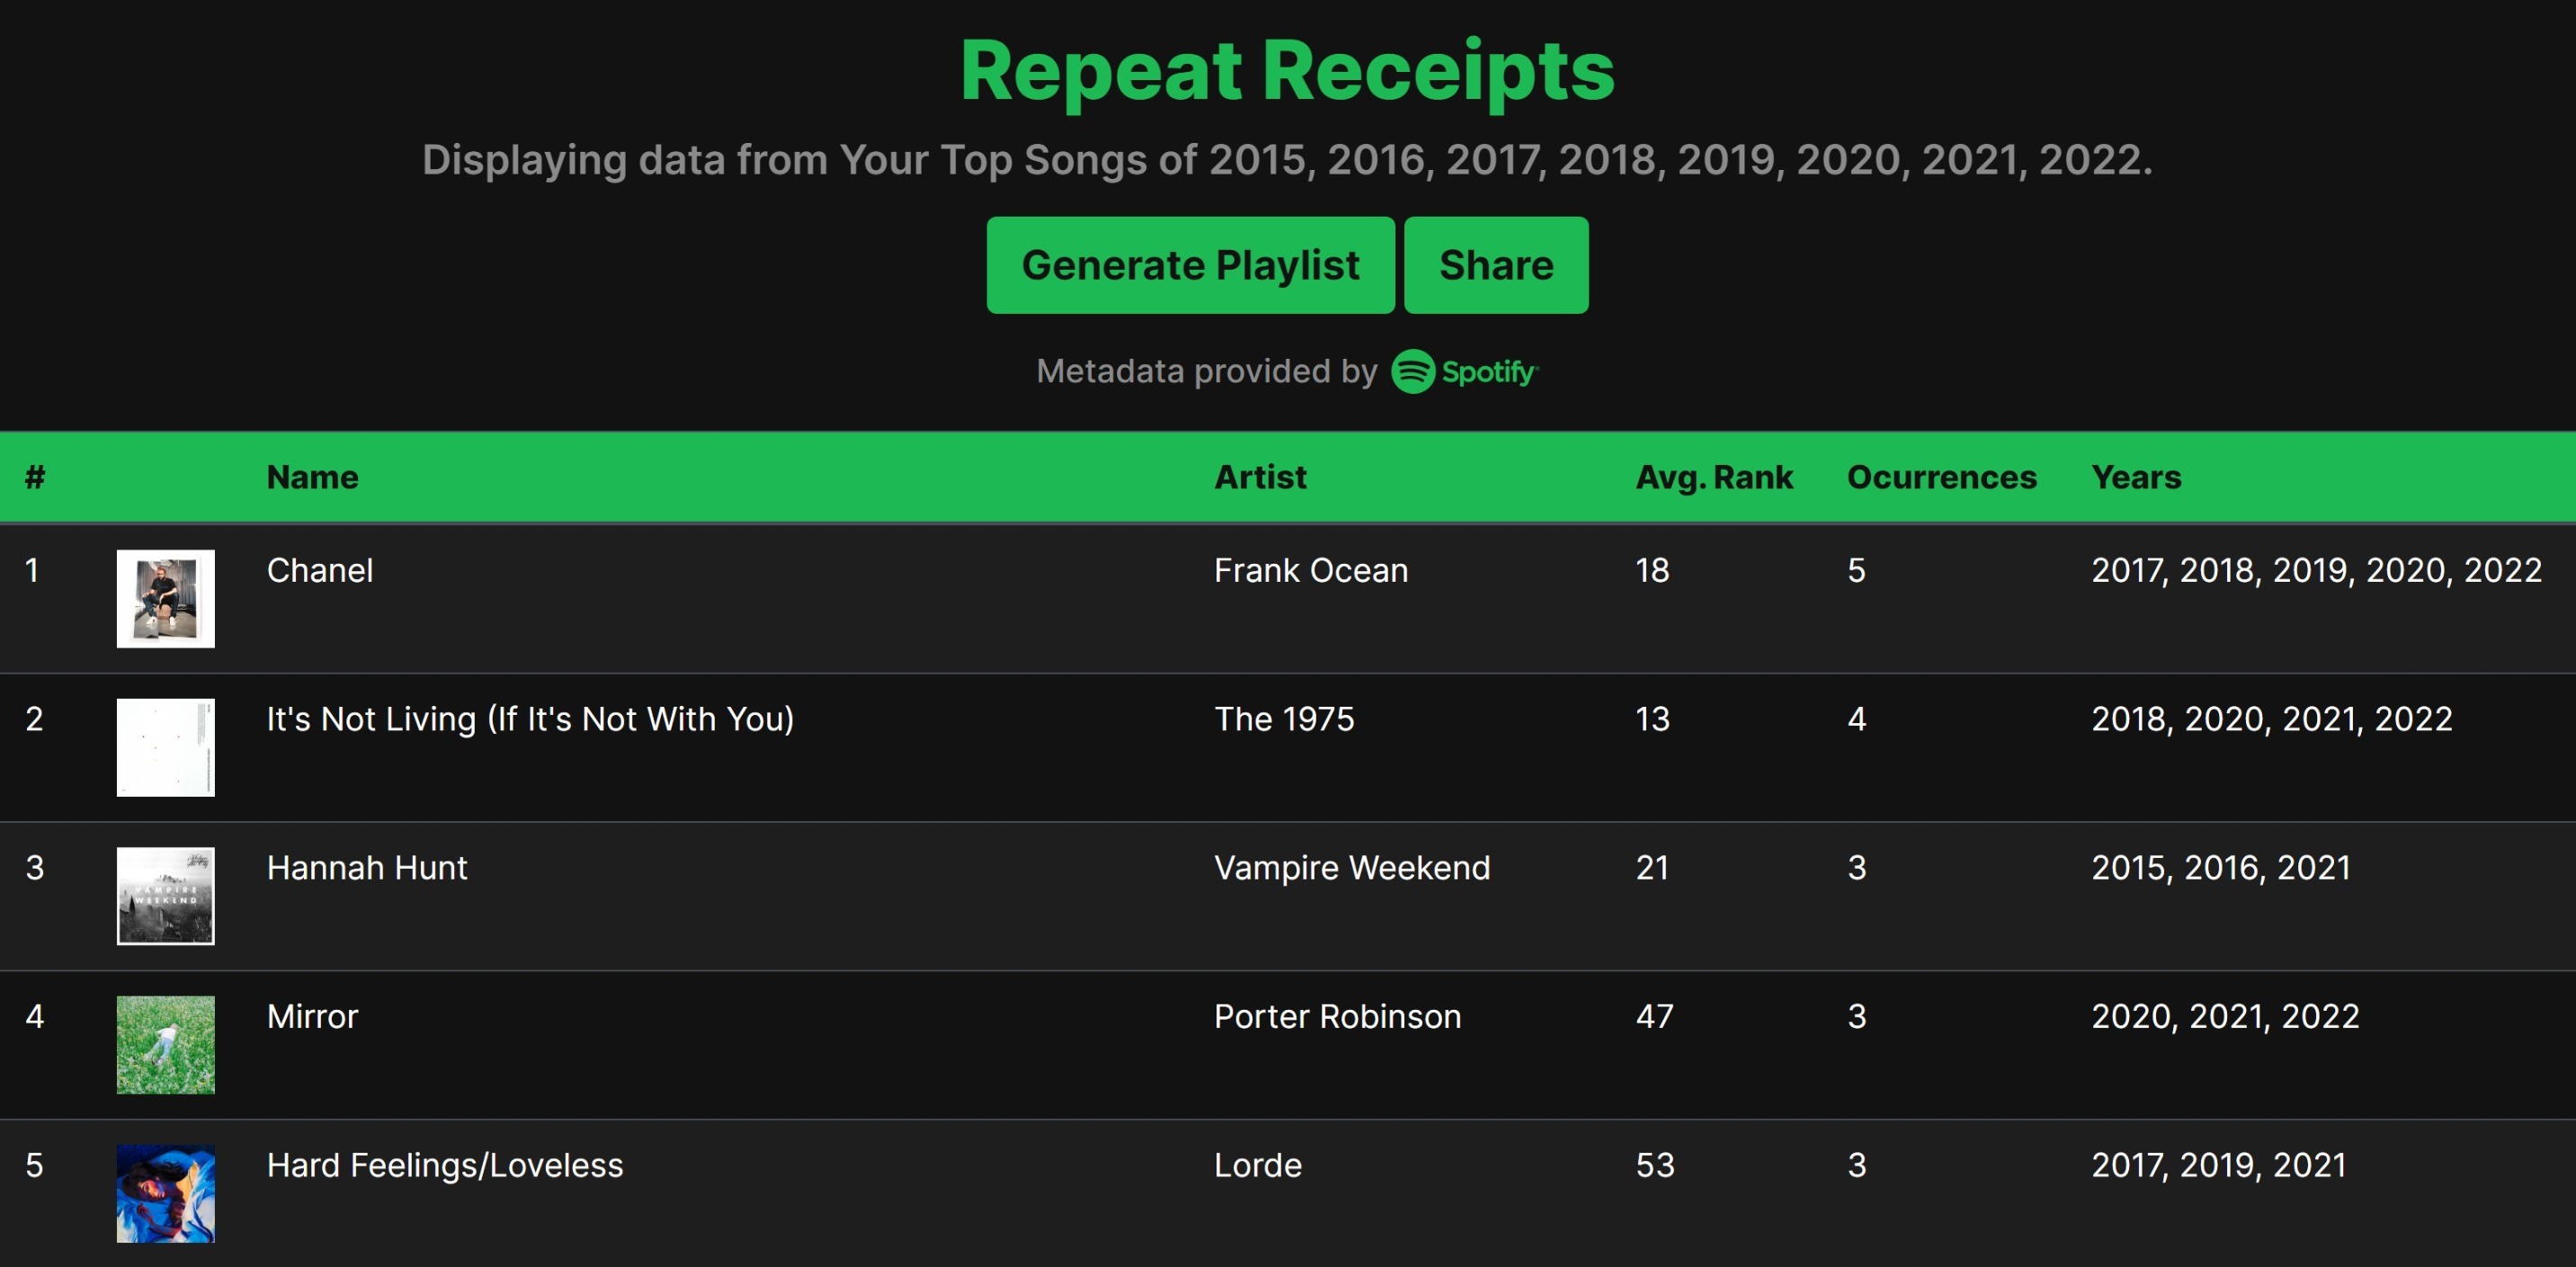 Repeat Receipts
Displaying data from Your Top Songs of 2015, 2016, 2017, 2018, 2019, 2020, 2021, 2022.
Generate Playlist Share
Metadata provided by Spotify
# Name Artist Avg. Rank Ocurrences Years
1 Chanel Frank Ocean 18 5 2017, 2018, 2019, 2020, 2022
2 It's Not Living (If It's Not With You) The 1975 13 4 2018, 2020, 2021, 2022
3 Hannah Hunt Vampire Weekend 21 3 2015, 2016, 2021
VAMPIRE
WEEKEND
4 Mirror Porter Robinson 47 3 2020, 2021, 2022
5 Hard Feelings/Loveless Lorde 53 3 2017, 2019, 2021